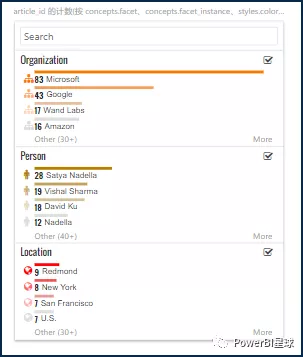 article_id 的计数(按 concepts.facet、concepts.facet_instance、styles.color...
Search
Organization
83 Microsoft
43 Google
17 Wand Labs
16 Amazon
Other (30+) More
Person
28 Satya Nadella
19 Vishal Sharma
18 David Ku
12 Nadella
Other (40+) More
Location
9 Redmond
8 New York
7 San Francisco
7 U.S.
Other (30+) More
PowerBI星球